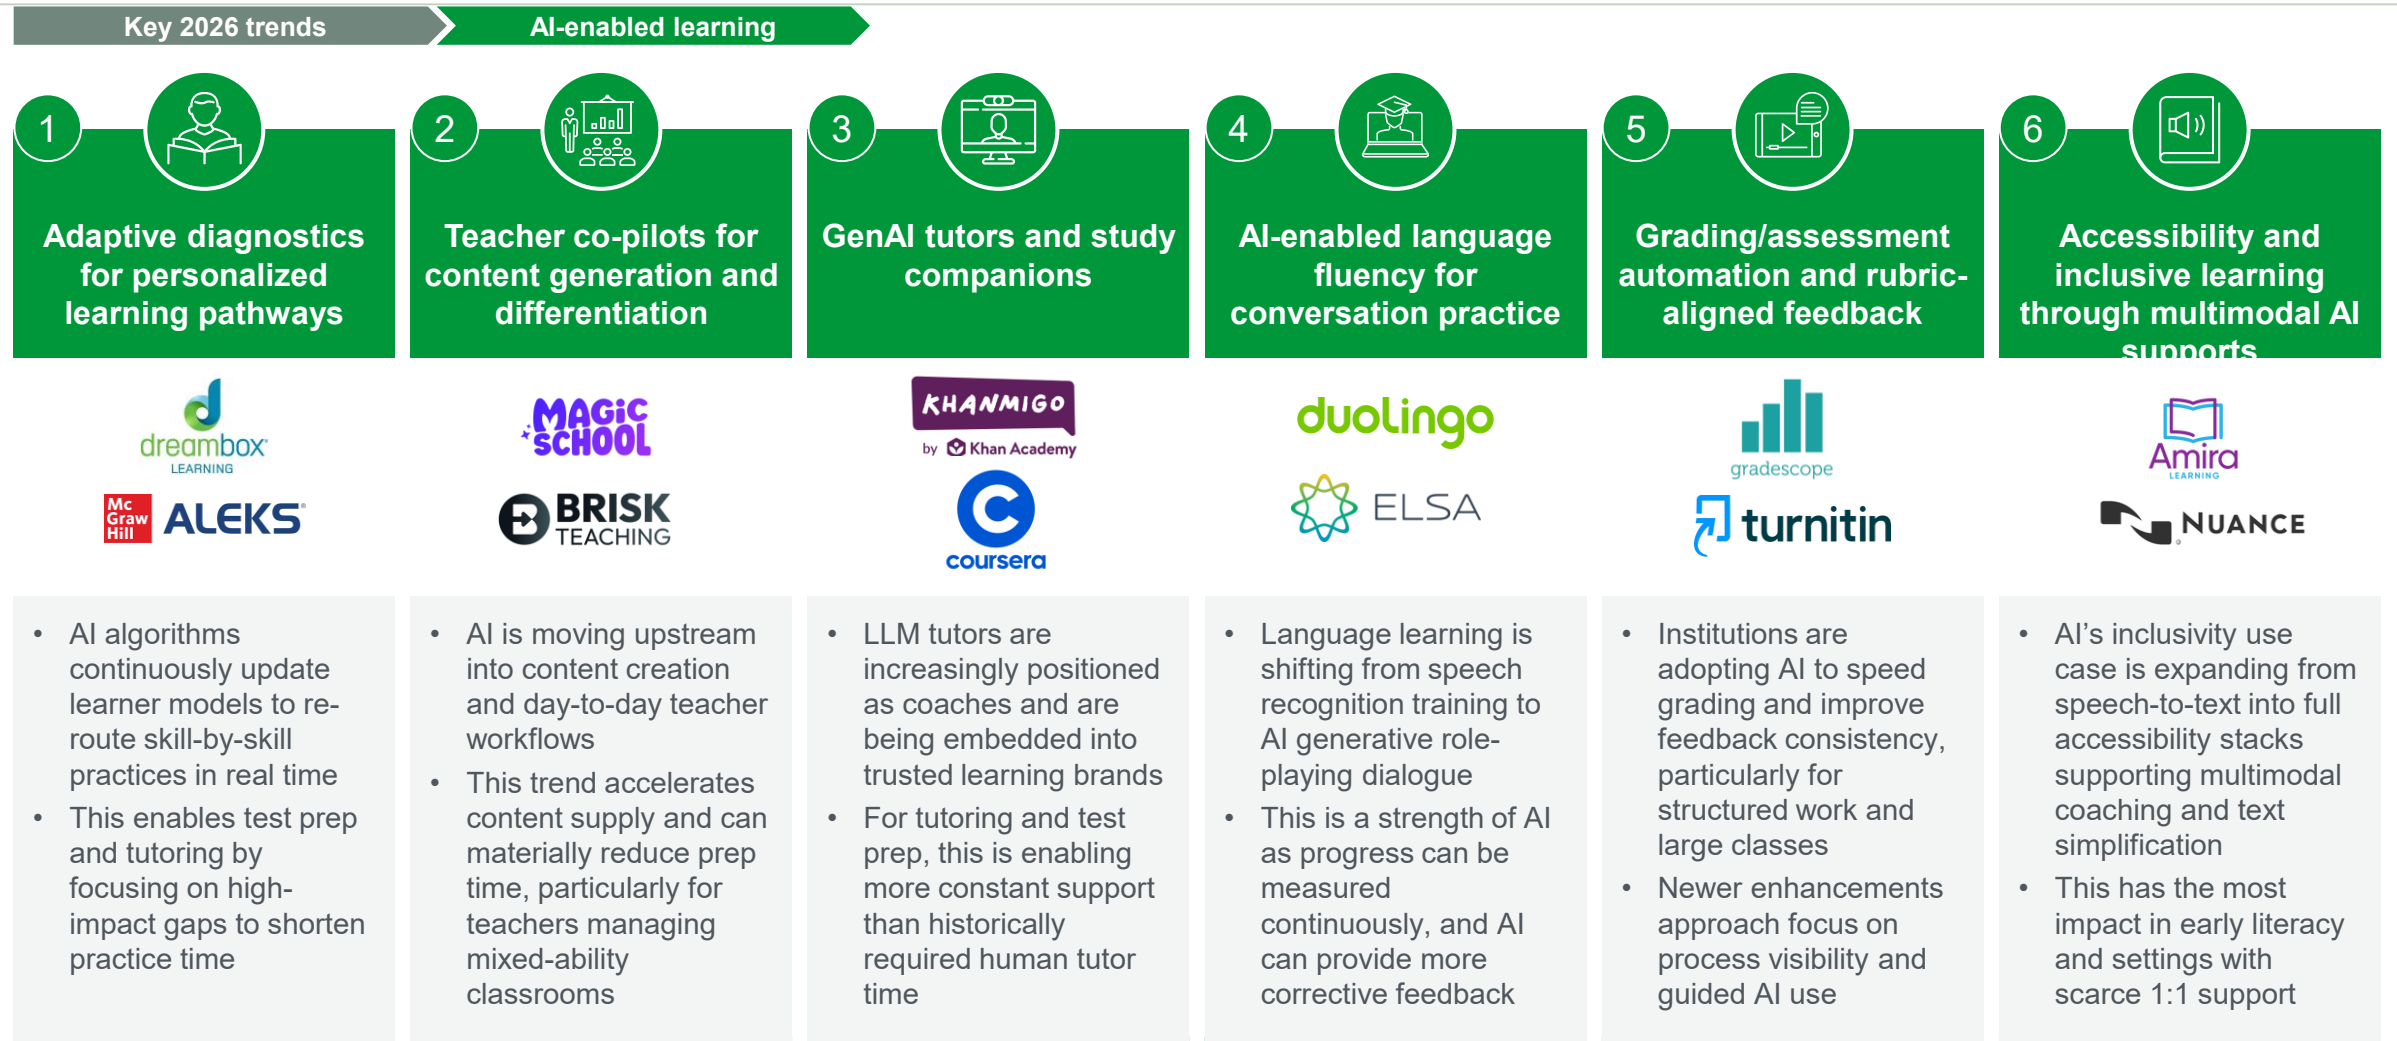 Key 2026 trends
AI-enabled learning
1
Adaptive diagnostics
for personalized
learning pathways
dreambox
LEARNING
Mc
Graw
Hill
ALEKS®
AI algorithms
continuously update
learner models to re-
route skill-by-skill
practices in real time
This enables test prep
and tutoring by
focusing on high-
impact gaps to shorten
practice time
2
Teacher co-pilots for
content generation and
differentiation
MAGiC
SCHOOL
BRISK
TEACHING
AI is moving upstream
into content creation
and day-to-day teacher
workflows
This trend accelerates
content supply and can
materially reduce prep
time, particularly for
teachers managing
mixed-ability
classrooms
3
GenAI tutors and study
companions
KHANMIGO
by Khan Academy
C
coursera
LLM tutors are
increasingly positioned
as coaches and are
being embedded into
trusted learning brands
For tutoring and test
prep, this is enabling
more constant support
than historically
required human tutor
time
4
AI-enabled language
fluency for
conversation practice
duolingo
ELSA
Language learning is
shifting from speech
recognition training to
AI generative role-
playing dialogue
This is a strength of AI
as progress can be
measured
continuously, and AI
can provide more
corrective feedback
5
Grading/assessment
automation and rubric-
aligned feedback
gradescope
turnitin
Institutions are
adopting AI to speed
grading and improve
feedback consistency,
particularly for
structured work and
large classes
Newer enhancements
approach focus on
process visibility and
guided AI use
6
Accessibility and
inclusive learning
through multimodal AI
supports
Amira
LEARNING
NUANCE
AI’s inclusivity use
case is expanding from
speech-to-text into full
accessibility stacks
supporting multimodal
coaching and text
simplification
This has the most
impact in early literacy
and settings with
scarce 1:1 support